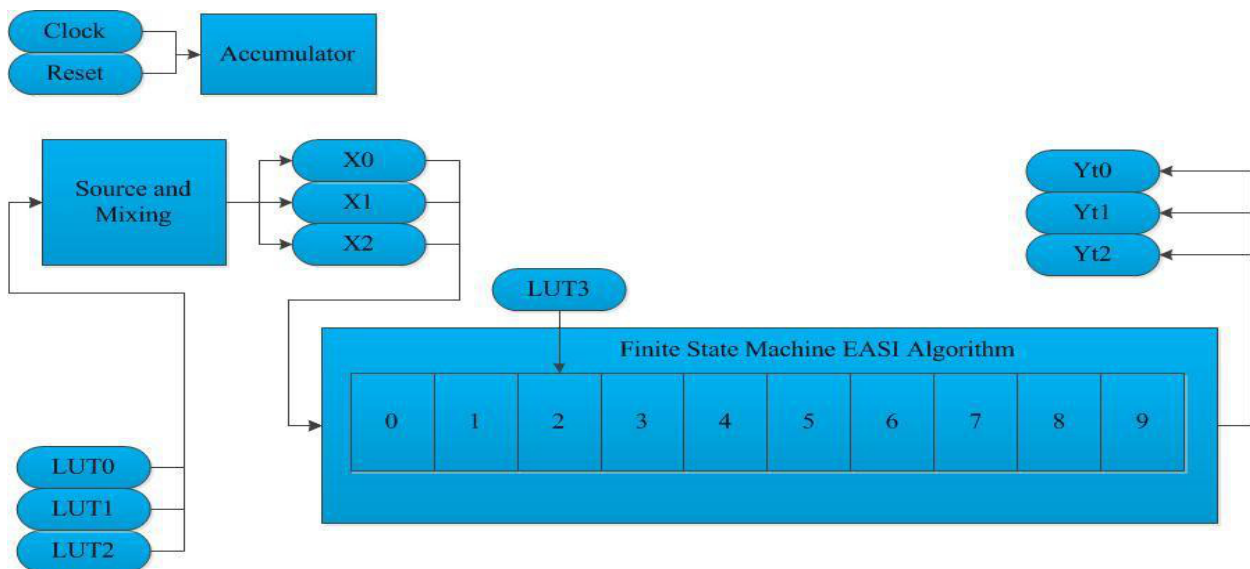 Clock
Reset
Accumulator
Source and
Mixing
X0
X1
X2
Yt0
Yt1
Yt2
LUT3
Finite State Machine EASI Algorithm
0 1 2 3 4 5 6 7 8 9
LUT0
LUT1
LUT2